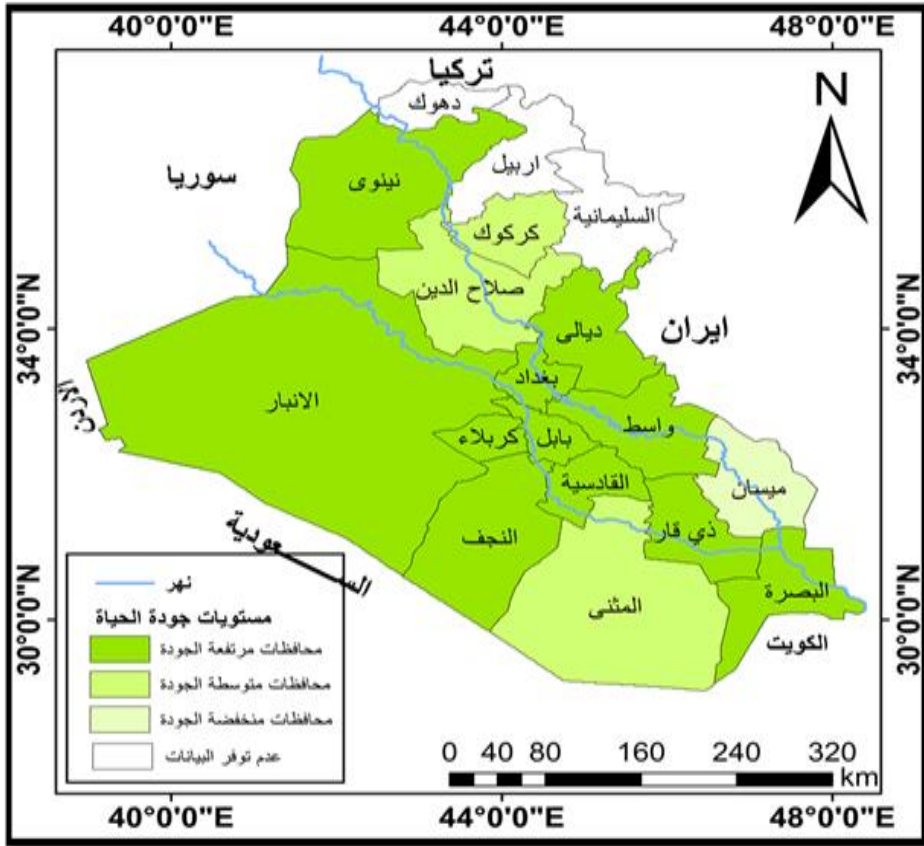 40°0'0"E 44°0'0"E 48°0'0"E
تركيا
N
دهوك
سوريا
اربيل
نينوى
السليمانية
كركوك
صلاح الدين
34°0'0"N 34°0'0"N
ديالى
ايران
بغداد
الانبار
الاردن
واسط
كربلاء
بابل
ميسان
القادسية
السعودية
النجف
ذي قار
البصرة
المثنى
الكويت
30°0'0"N 30°0'0"N
نهر
مستويات جودة الحياة
محافظات مرتفعة الجودة
محافظات متوسطة الجودة
محافظات منخفضة الجودة
عدم توفر البيانات
0 40 80 160 240 320
km
40°0'0"E 44°0'0"E 48°0'0"E